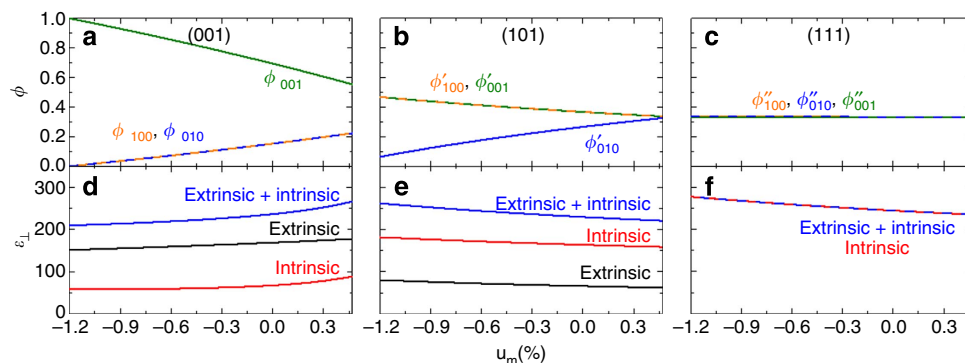 a (001)
b (101)
c (111)
1.0
0.8
0.6
0.4
0.2
0.0
ϕ
ϕ 001
ϕ 100, ϕ 010
ϕ′100, ϕ′001
ϕ′010
ϕ″100, ϕ″010, ϕ″001
d
e
f
300
200
100
0
ε⊥
Extrinsic + intrinsic
Extrinsic
Intrinsic
Extrinsic + intrinsic
Intrinsic
Extrinsic
Extrinsic + intrinsic
Intrinsic
−1.2 −0.9 −0.6 −0.3 0.0 0.3
−1.2 −0.9 −0.6 −0.3 0.0 0.3
−1.2 −0.9 −0.6 −0.3 0.0 0.3
um(%)